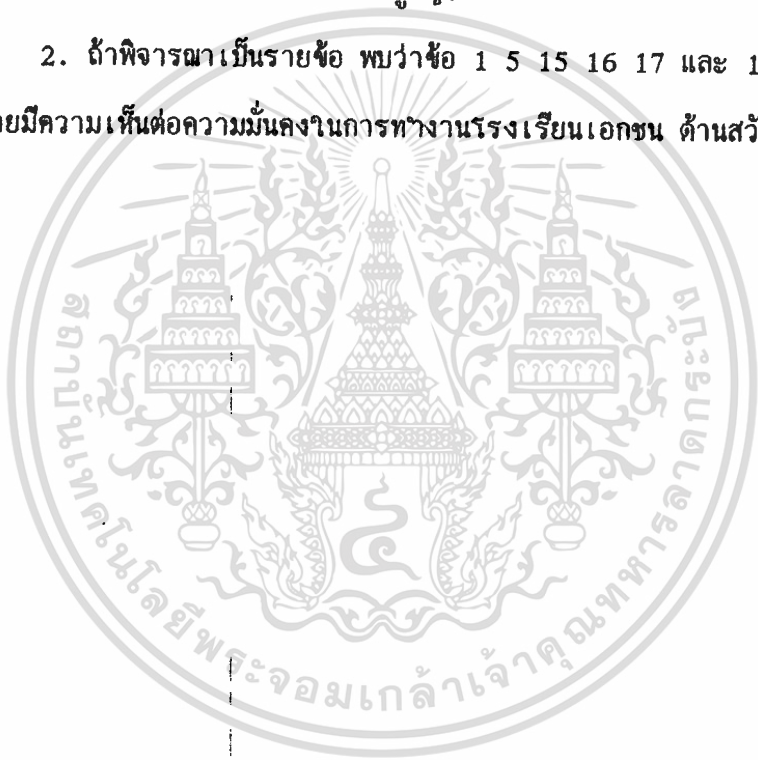 2. ถ้าพิจารณาเป็นรายข้อ พบว่าข้อ 1 5 15 16 17 และ 1
ยมีความเห็นต่อความมั่นคงในการทำงานโรงเรียนเอกชน ด้านสวั
สถาบันเทคโนโลยีพระจอมเกล้าเจ้าคุณทหารลาดกระบัง